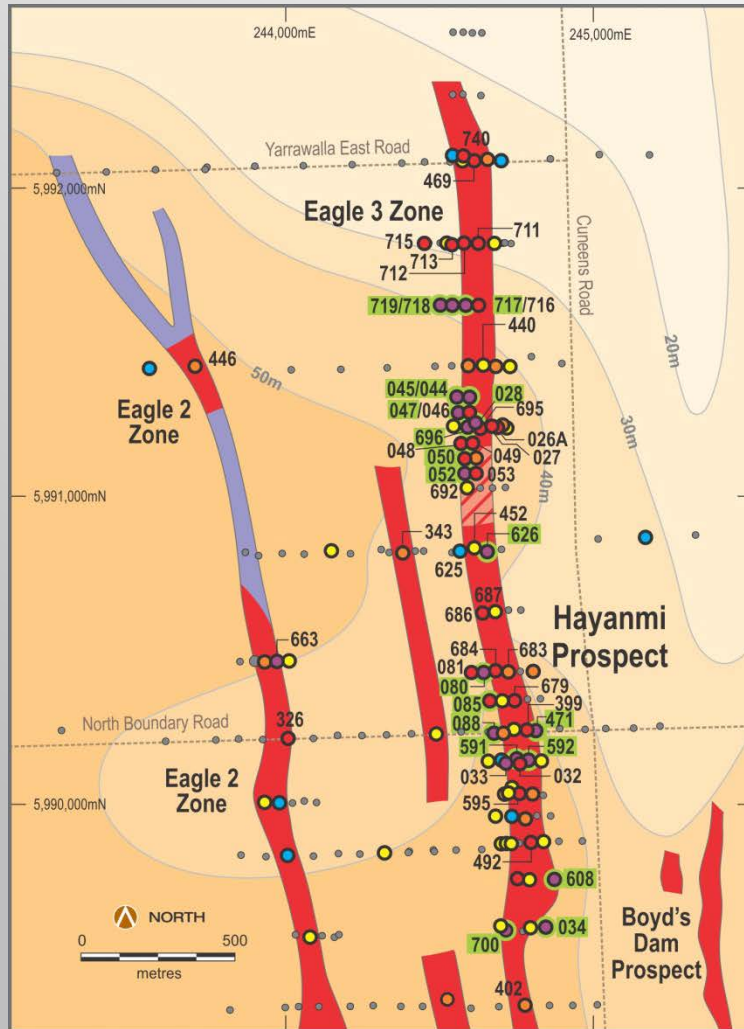 244,000mE
245,000mE
740
Yarrawalla East Road
469
5,992,000mN
Eagle 3 Zone
711
715
713
712
Cuneens Road
719/718
717/716
20m
440
446
50m
30m
045/044
028
Eagle 2
Zone
047/046
695
696
026A
048
049
027
050
052
053
40m
692
5,991,000mN
452
343
626
625
687
686
Hayanmi
Prospect
684
683
663
081
080
679
085
399
326
088
471
North Boundary Road
591
592
Eagle 2
Zone
033
032
5,990,000mN
595
492
608
NORTH
0
500
metres
034
Boyd's
Dam
Prospect
700
402